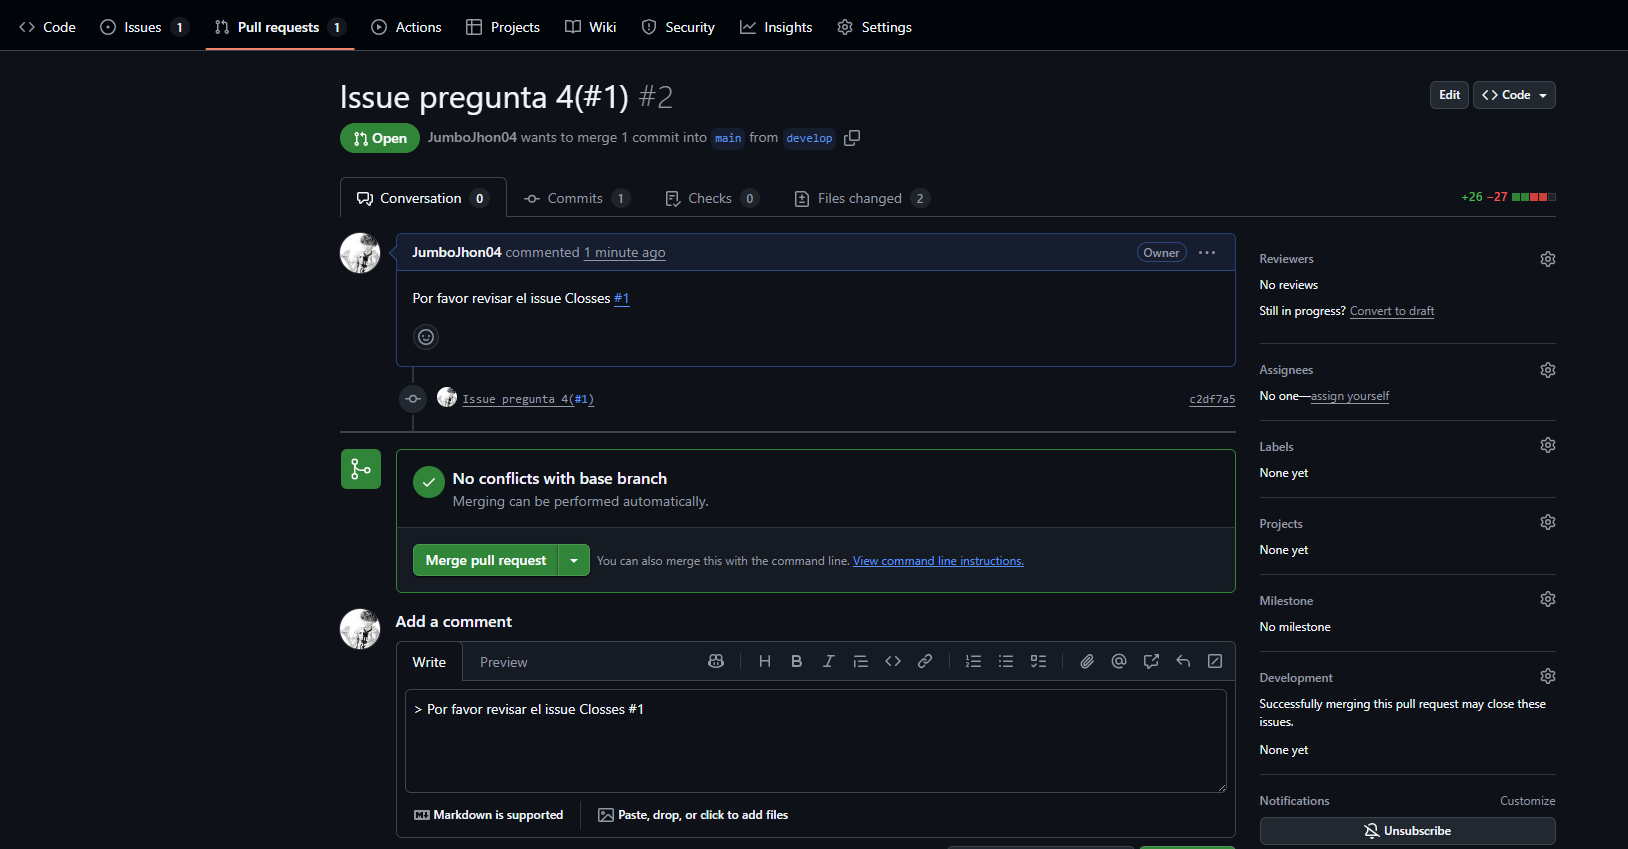 Code Issues 1 Pull requests 1 Actions Projects Wiki Security Insights Settings
Issue pregunta 4(#1) #2
Edit Code
Open JumboJhon04 wants to merge 1 commit into main from develop
Conversation 0 Commits 1 Checks 0 Files changed 2
+26 −27
JumboJhon04 commented 1 minute ago Owner
Por favor revisar el issue Closses #1
Issue pregunta 4(#1) c2df7a5
No conflicts with base branch
Merging can be performed automatically.
Merge pull request You can also merge this with the command line. View command line instructions.
Add a comment
Write Preview
> Por favor revisar el issue Closses #1
Markdown is supported Paste, drop, or click to add files
Reviewers
No reviews
Still in progress? Convert to draft
Assignees
No one—assign yourself
Labels
None yet
Projects
None yet
Milestone
No milestone
Development
Successfully merging this pull request may close these
issues.
None yet
Notifications Customize
Unsubscribe